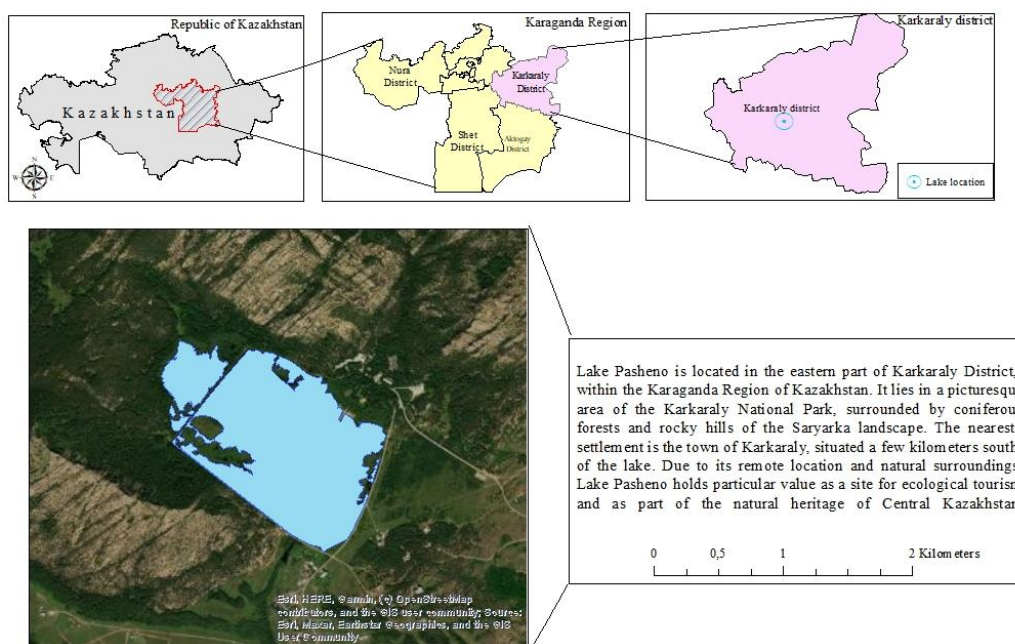 Republic of Kazakhstan
Kazakhstan
N
W E
S
Karaganda Region
Nura
District
Karkaraly
District
Shet
District
Aktogay
District
Karkaraly district
Karkaraly district
Lake location
Esri, HERE, Garmin, (c) OpenStreetMap
contributors, and the GIS user community; Source:
Esri, Maxar, Earthstar Geographics, and the GIS
User Community
Lake Pasheno is located in the eastern part of Karkaraly District,
within the Karaganda Region of Kazakhstan. It lies in a picturesqu
area of the Karkaraly National Park, surrounded by coniferou
forests and rocky hills of the Saryarka landscape. The nearest
settlement is the town of Karkaraly, situated a few kilometers south
of the lake. Due to its remote location and natural surroundings
Lake Pasheno holds particular value as a site for ecological tourism
and as part of the natural heritage of Central Kazakhstan
0 0,5 1 2 Kilometers